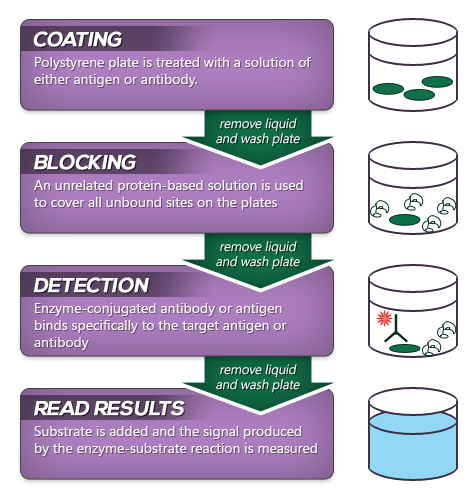 COATING
Polystyrene plate is treated with a solution of
either antigen or antibody.
remove liquid
and wash plate
BLOCKING
An unrelated protein-based solution is used
to cover all unbound sites on the plates
remove liquid
and wash plate
DETECTION
Enzyme-conjugated antibody or antigen
binds specifically to the target antigen or
antibody
remove liquid
and wash plate
READ RESULTS
Substrate is added and the signal produced
by the enzyme-substrate reaction is measured